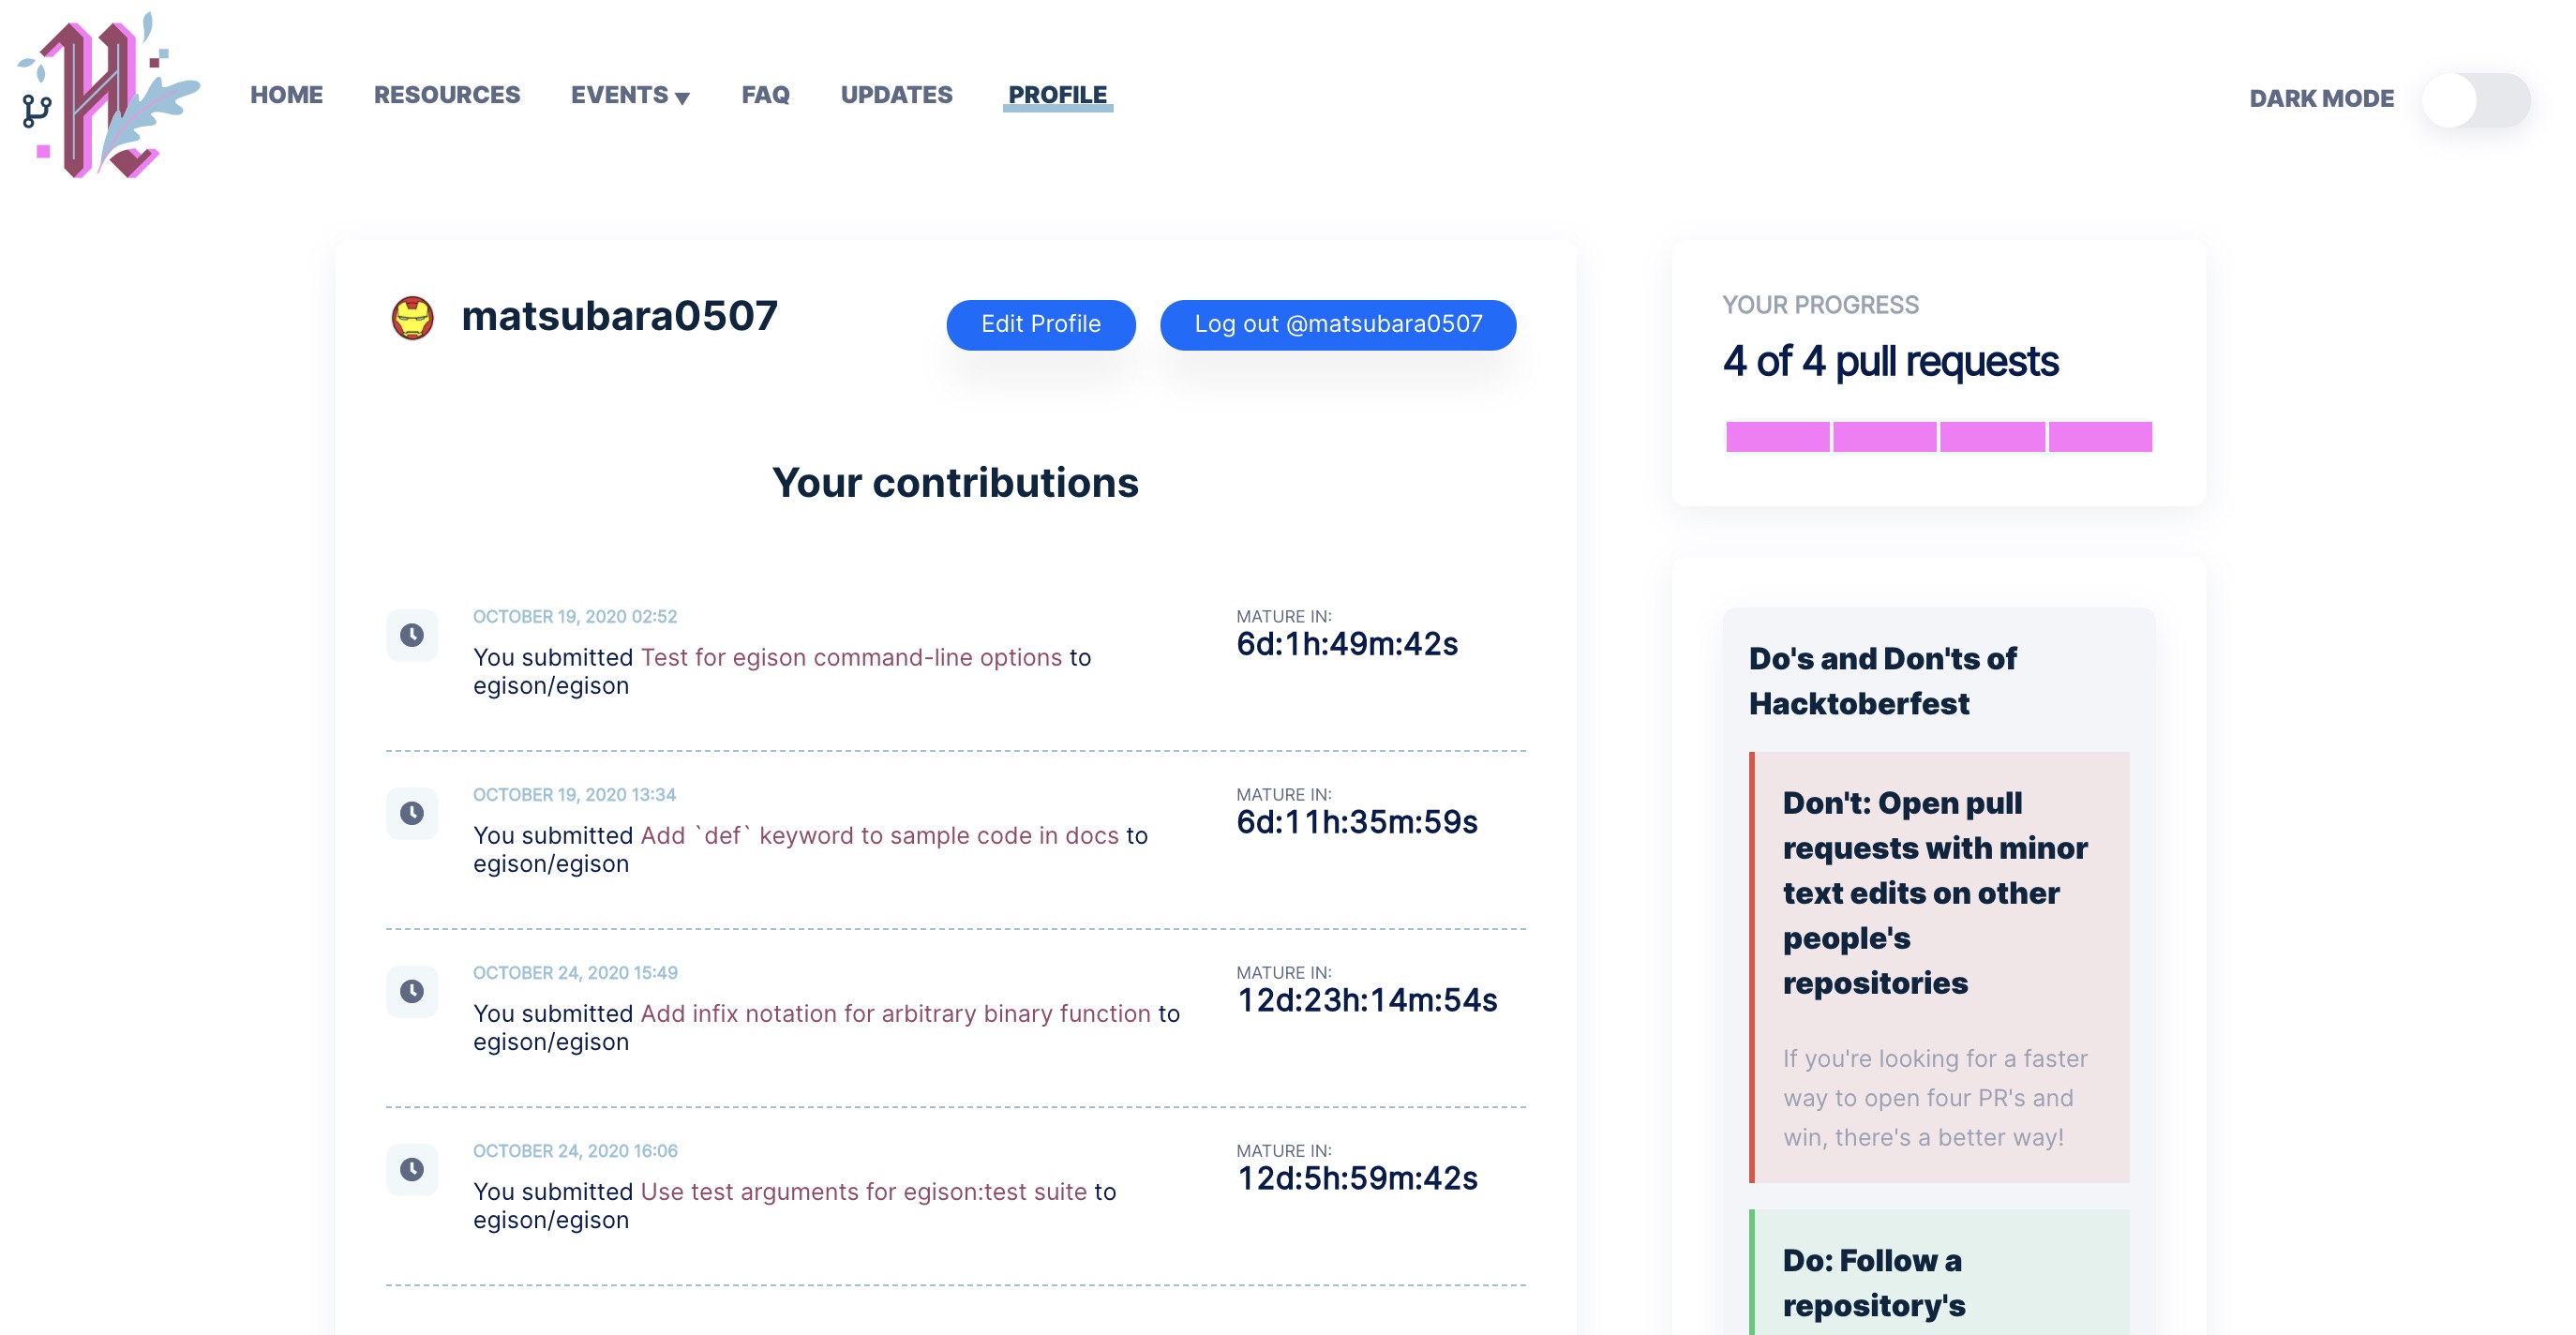 HOME RESOURCES EVENTS FAQ UPDATES PROFILE DARK MODE
matsubara0507
Edit Profile
Log out @matsubara0507
Your contributions
OCTOBER 19, 2020 02:52
You submitted Test for egison command-line options to
egison/egison
MATURE IN:
6d:1h:49m:42s
OCTOBER 19, 2020 13:34
You submitted Add `def` keyword to sample code in docs to
egison/egison
MATURE IN:
6d:11h:35m:59s
OCTOBER 24, 2020 15:49
You submitted Add infix notation for arbitrary binary function to
egison/egison
MATURE IN:
12d:23h:14m:54s
OCTOBER 24, 2020 16:06
You submitted Use test arguments for egison:test suite to
egison/egison
MATURE IN:
12d:5h:59m:42s
YOUR PROGRESS
4 of 4 pull requests
Do's and Don'ts of
Hacktoberfest
Don't: Open pull
requests with minor
text edits on other
people's
repositories
If you're looking for a faster
way to open four PR's and
win, there's a better way!
Do: Follow a
repository's